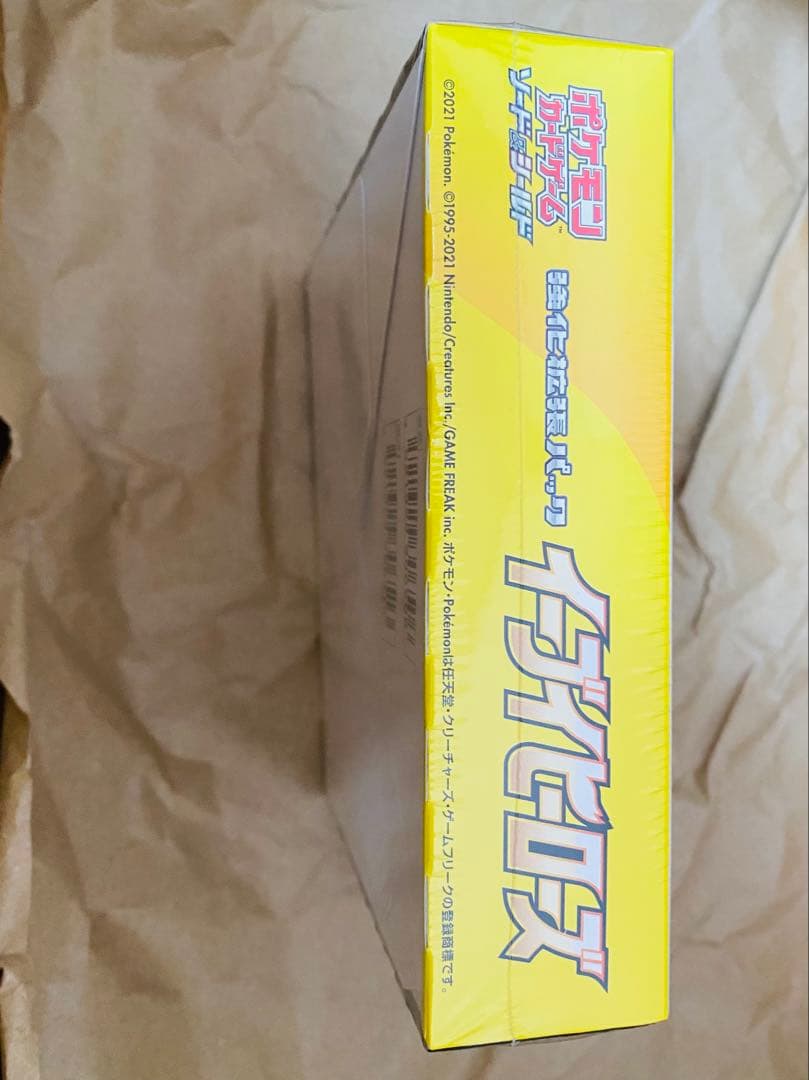 ポケモン
カードゲーム™
ソード&シールド
強化拡張パック
イーブイヒーローズ
©2021 Pokémon. ©1995-2021 Nintendo/Creatures Inc./GAME FREAK inc. ポケモン・Pokémonは任天堂・クリーチャーズ・ゲームフリークの登録商標です。